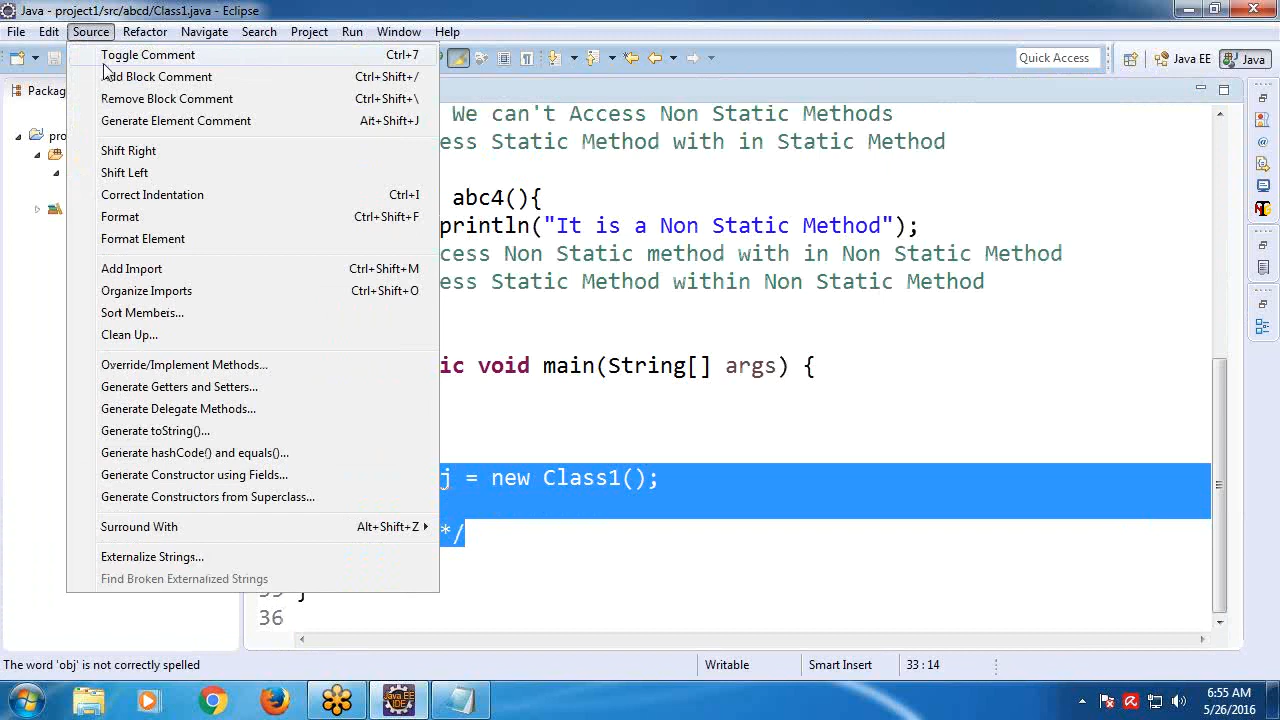 Java - project1/src/abcd/Class1.java - Eclipse
File Edit Source Refactor Navigate Search Project Run Window Help
Quick Access Java EE Java
Packag
Toggle Comment Ctrl+7
Add Block Comment Ctrl+Shift+/
Remove Block Comment Ctrl+Shift+\
Generate Element Comment Alt+Shift+J
Shift Right
Shift Left
Correct Indentation Ctrl+I
Format Ctrl+Shift+F
Format Element
Add Import Ctrl+Shift+M
Organize Imports Ctrl+Shift+O
Sort Members...
Clean Up...
Override/Implement Methods...
Generate Getters and Setters...
Generate Delegate Methods...
Generate toString()...
Generate hashCode() and equals()...
Generate Constructor using Fields...
Generate Constructors from Superclass...
Surround With Alt+Shift+Z
Externalize Strings...
Find Broken Externalized Strings
pro
We can't Access Non Static Methods
ess Static Method with in Static Method
abc4(){
println("It is a Non Static Method");
cess Non Static method with in Non Static Method
ess Static Method within Non Static Method
ic void main(String[] args) {
j = new Class1();
*/
}
36
The word 'obj' is not correctly spelled Writable Smart Insert 33 : 14
Java EE
IDE
6:55 AM
5/26/2016